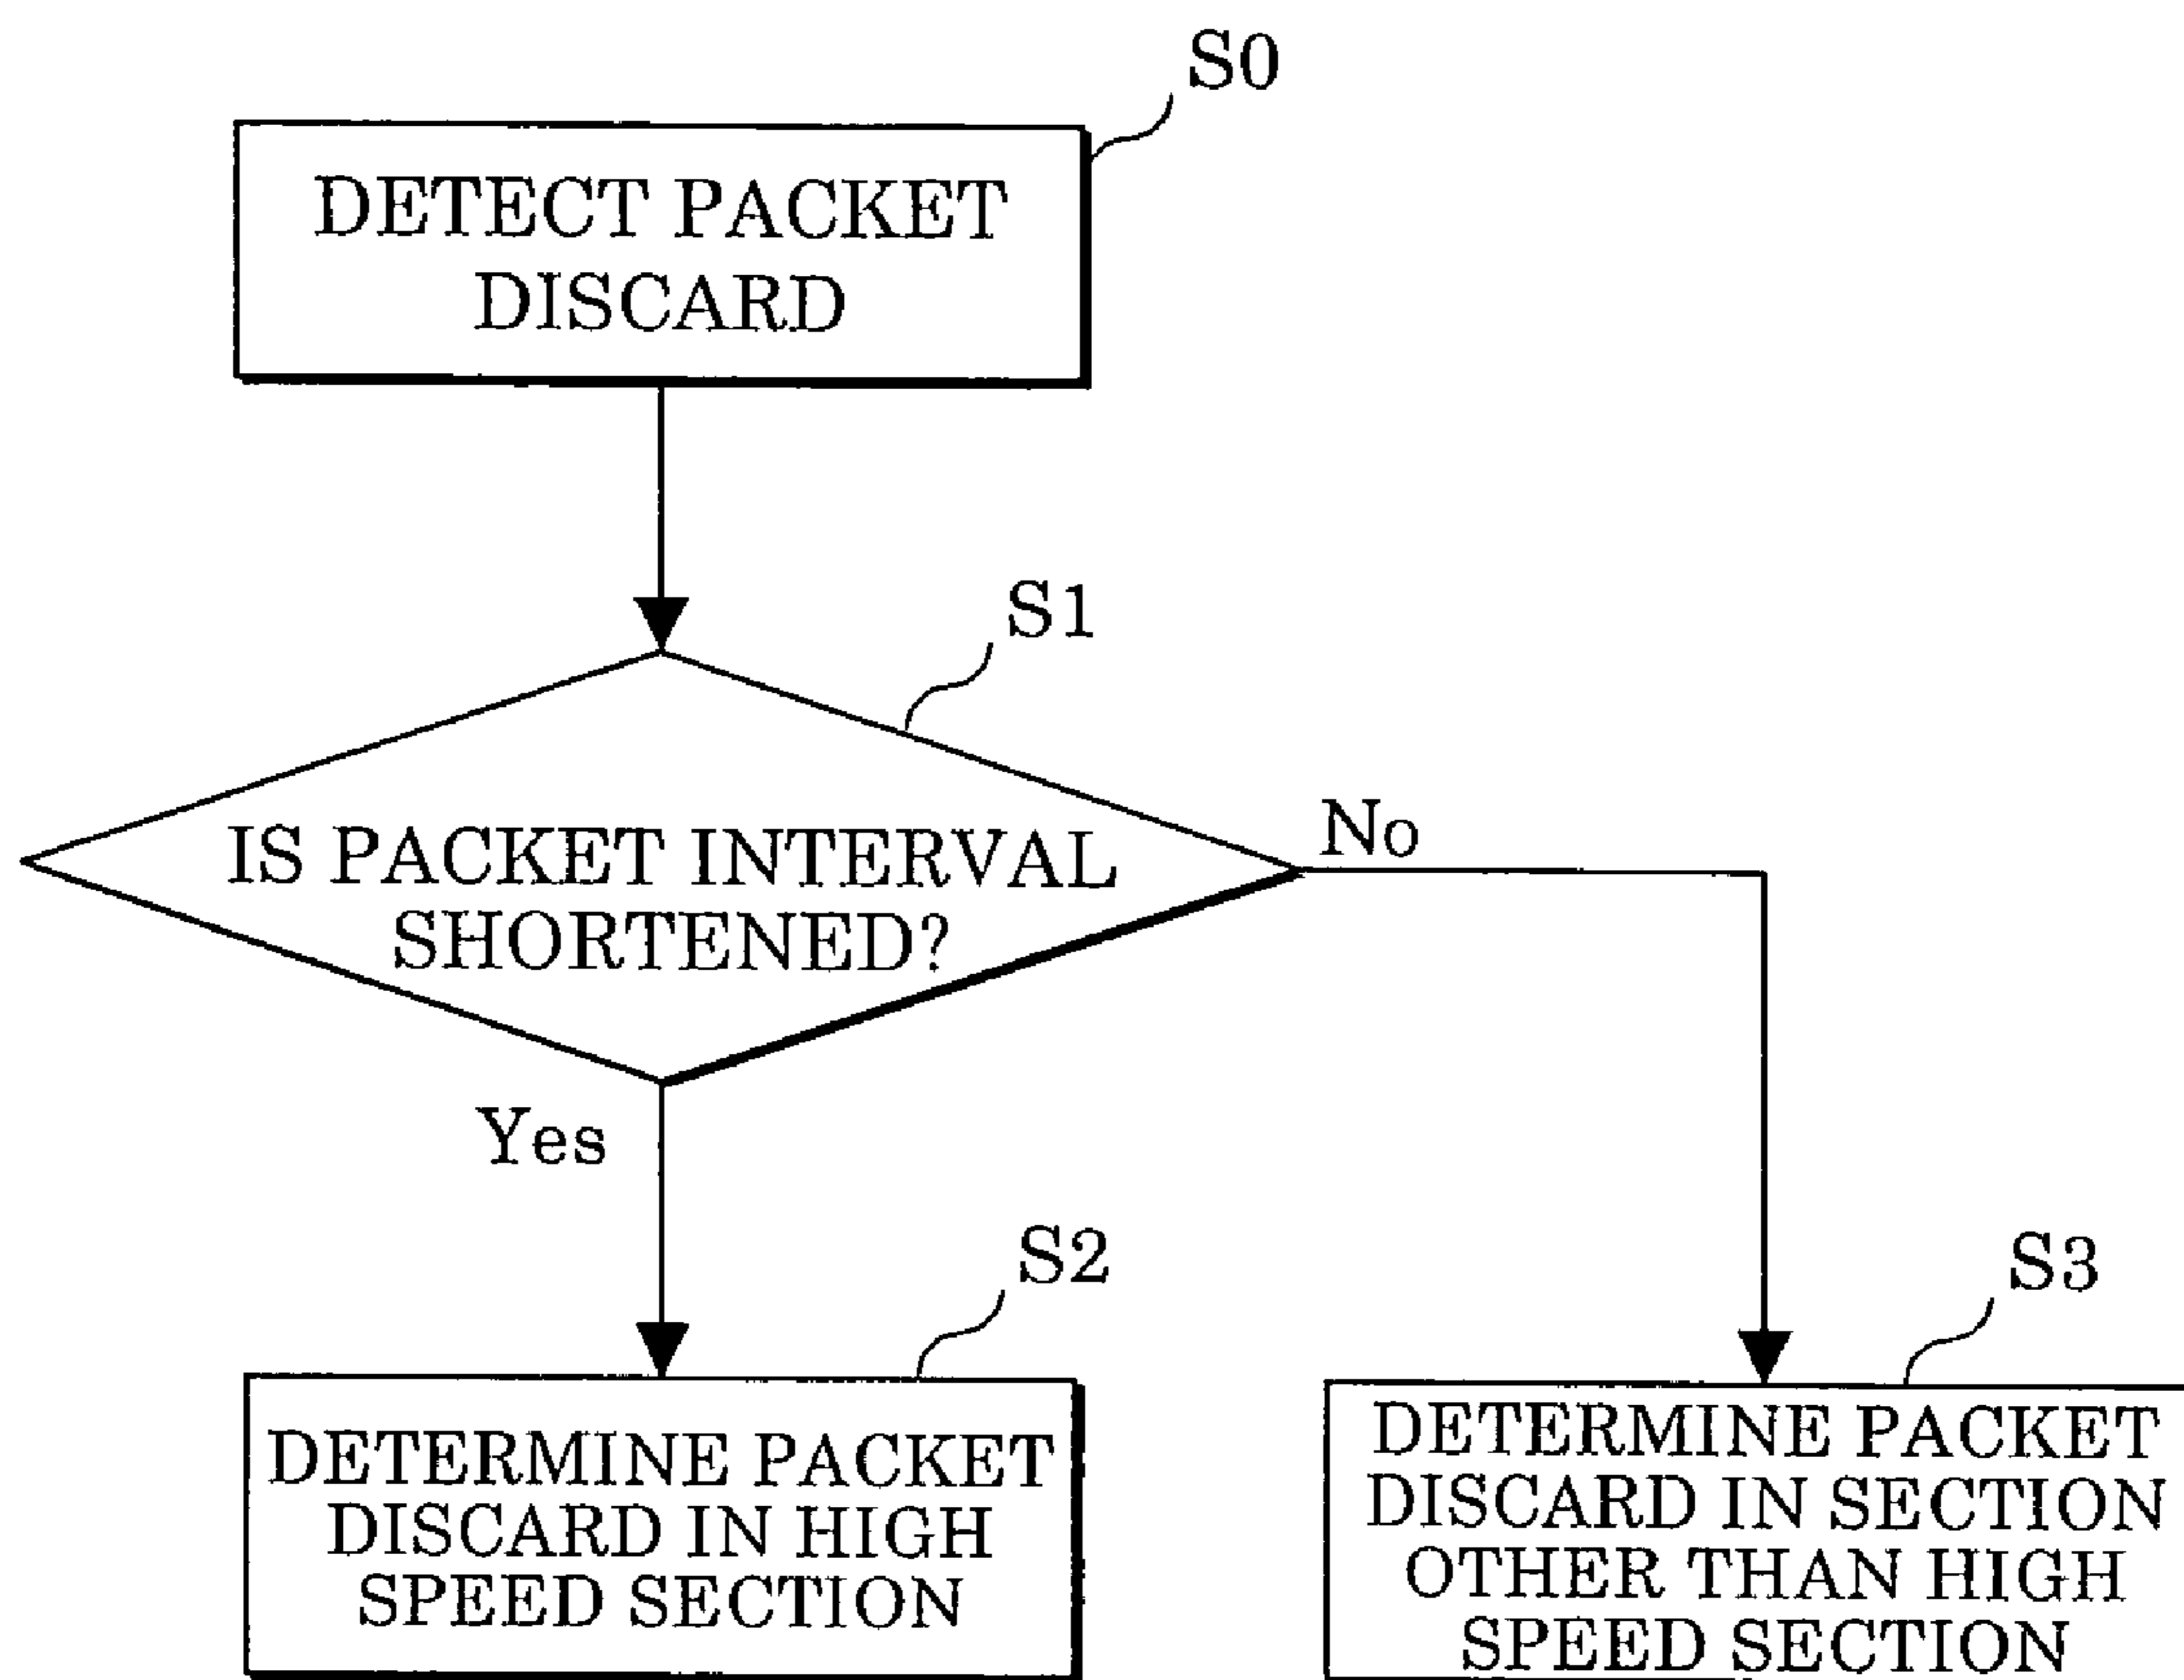 S0
DETECT PACKET
DISCARD
S1
IS PACKET INTERVAL
SHORTENED?
No
Yes
S2
DETERMINE PACKET
DISCARD IN HIGH
SPEED SECTION
S3
DETERMINE PACKET
DISCARD IN SECTION
OTHER THAN HIGH
SPEED SECTION